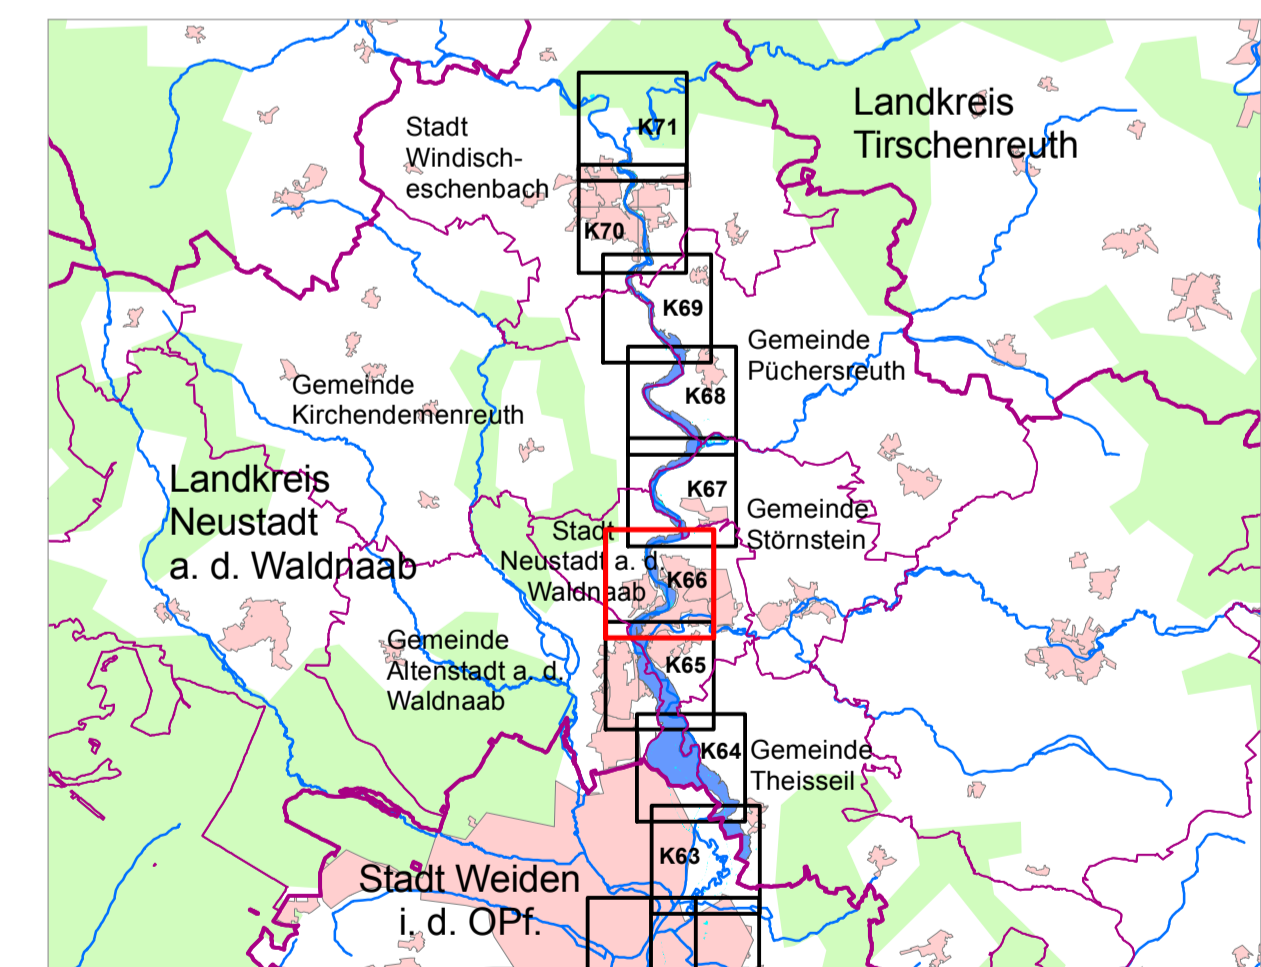 Landkreis
Tirschenreuth
Stadt
Windisch-
eschenbach
K71
K70
K69
Gemeinde
Püchersreuth
K68
Gemeinde
Kirchendemenreuth
Landkreis
Neustadt
a. d. Waldnaab
K67
Gemeinde
Störnstein
Stadt
Neustadt a. d.
Waldnaab
K66
Gemeinde
Altenstadt a. d.
Waldnaab
K65
K64
Gemeinde
Theisseil
K63
Stadt Weiden
i. d. OPf.